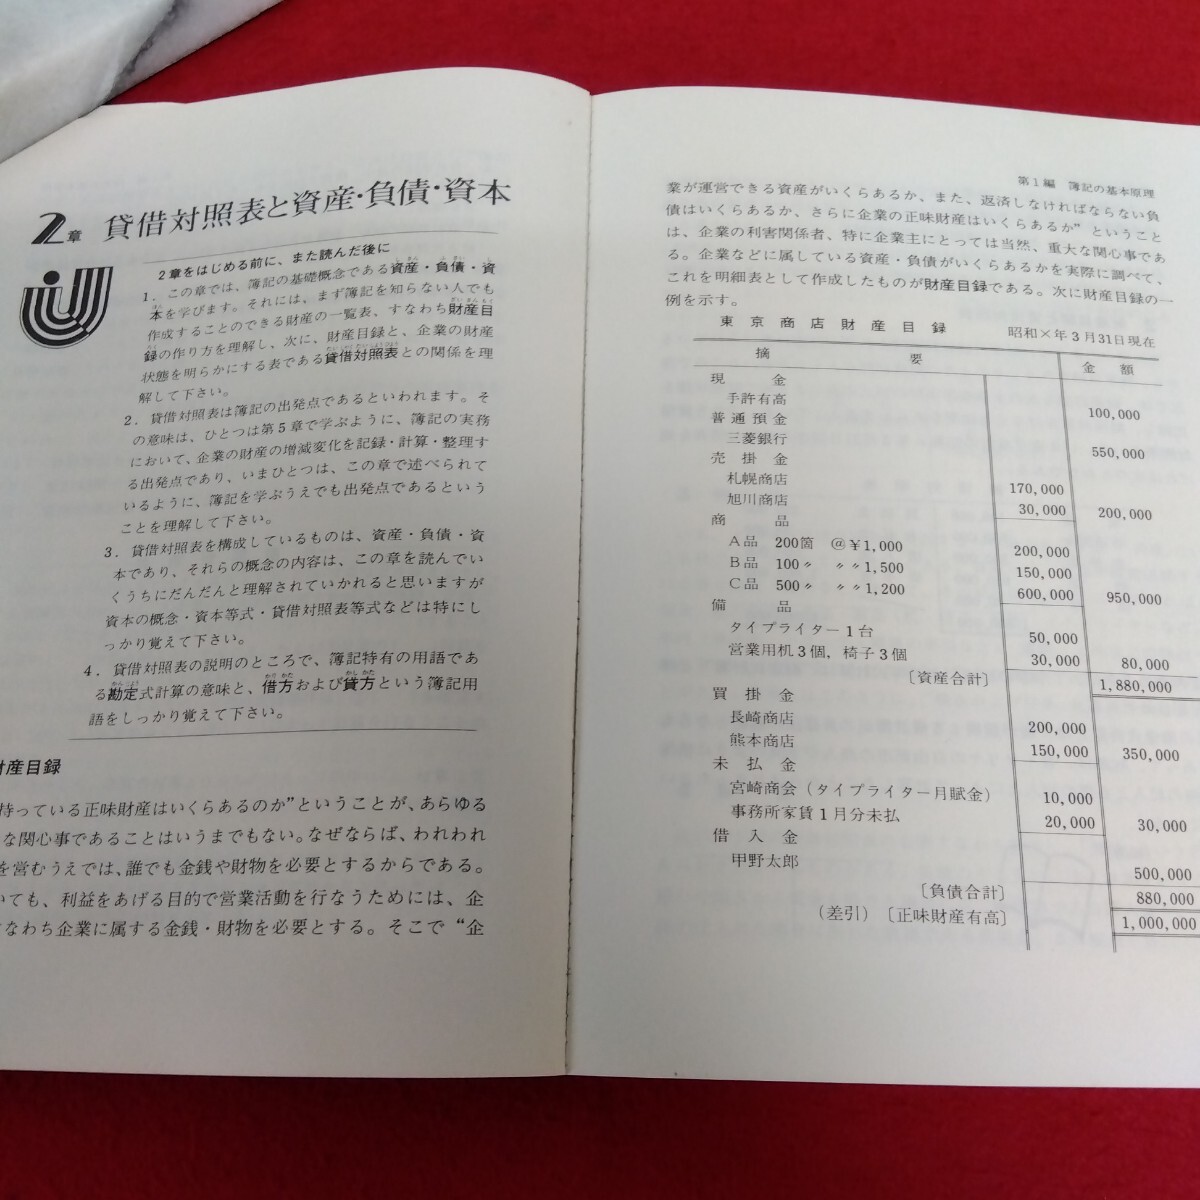 2章 貸借対照表と資産・負債・資本
2章をはじめる前に、また読んだ後に
1．この章では、簿記の基礎概念である資産・負債・資
本を学びます。それには、まず簿記を知らない人でも
作成することのできる財産の一覧表、すなわち財産目
録の作り方を理解し、次に、財産目録と、企業の財産
状態を明らかにする表である貸借対照表との関係を理
解して下さい。
2．貸借対照表は簿記の出発点であるといわれます。そ
の意味は、ひとつは第5章で学ぶように、簿記の実務
において、企業の財産の増減変化を記録・計算・整理す
る出発点であり、いまひとつは、この章で述べられて
いるように、簿記を学ぶうえでも出発点であるという
ことを理解して下さい。
3．貸借対照表を構成しているものは、資産・負債・資
本であり、それらの概念の内容は、この章を読んでい
くうちにだんだんと理解されていかれると思いますが
資本の概念・資本等式・貸借対照表等式などは特にし
っかり覚えて下さい。
4．貸借対照表の説明のところで、簿記特有の用語であ
る勘定式計算の意味と、借方および貸方という簿記用
語をしっかり覚えて下さい。
財産目録
持っている正味財産はいくらあるのか”ということが、あらゆる
な関心事であることはいうまでもない。なぜならば、われわれ
を営むうえでは、誰でも金銭や財物を必要とするからである。
いても、利益をあげる目的で営業活動を行なうためには、企
なわち企業に属する金銭・財物を必要とする。そこで“企
第1編　簿記の基本原理
業が運営できる資産がいくらあるか、また、返済しなければならない負
債はいくらあるか、さらに企業の正味財産はいくらあるか”ということ
は、企業の利害関係者、特に企業主にとっては当然、重大な関心事であ
る。企業などに属している資産・負債がいくらあるかを実際に調べて、
これを明細表として作成したものが財産目録である。次に財産目録の一
例を示す。
東京商店財産目録　昭和×年3月31日現在
摘要　金額
現金
手許有高　100,000
普通預金
三菱銀行　550,000
売掛金
札幌商店　170,000
旭川商店　30,000　200,000
商品
A品　200箇　@¥1,000　200,000
B品　100〃　〃〃1,500　150,000
C品　500〃　〃〃1,200　600,000　950,000
備品
タイプライター1台　50,000
営業用机3個，椅子3個　30,000　80,000
〔資産合計〕　1,880,000
買掛金
長崎商店　200,000
熊本商店　150,000　350,000
未払金
宮崎商会（タイプライター月賦金）　10,000
事務所家賃1月分未払　20,000　30,000
借入金
甲野太郎　500,000
〔負債合計〕　880,000
（差引）〔正味財産有高〕　1,000,000